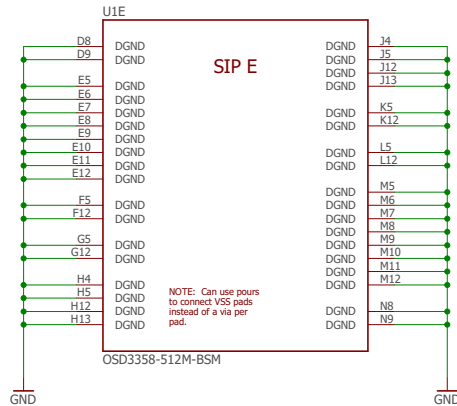 U1E
D8 DGND DGND J4
D9 DGND DGND J5
SIP E
DGND J12
E5 DGND DGND J13
E6 DGND
E7 DGND DGND K5
E8 DGND DGND K12
E9 DGND
E10 DGND DGND L5
E11 DGND DGND L12
E12 DGND
DGND M5
F5 DGND DGND M6
F12 DGND DGND M7
DGND M8
G5 DGND DGND M9
G12 DGND DGND M10
DGND M11
H4 DGND DGND M12
H5 DGND
H12 DGND DGND N8
H13 DGND DGND N9
NOTE: Can use pours
to connect VSS pads
instead of a via per
pad.
OSD3358-512M-BSM
GND GND